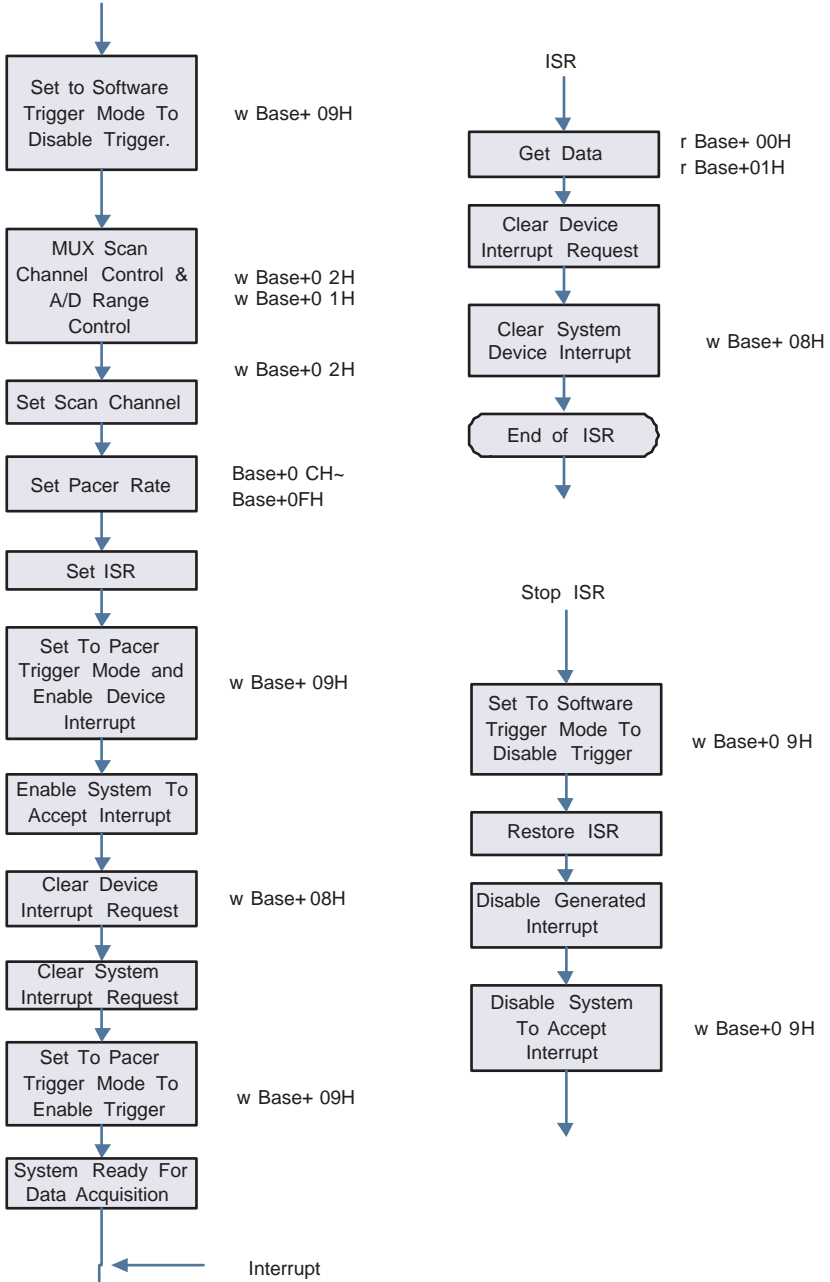 Set to Software
Trigger Mode To
Disable Trigger.
w Base+ 09H
MUX Scan
Channel Control &
A/D Range
Control
w Base+0 2H
w Base+0 1H
w Base+0 2H
Set Scan Channel
Set Pacer Rate
Base+0 CH~
Base+0FH
Set ISR
Set To Pacer
Trigger Mode and
Enable Device
Interrupt
w Base+ 09H
Enable System To
Accept Interrupt
Clear Device
Interrupt Request
w Base+ 08H
Clear System
Interrupt Request
Set To Pacer
Trigger Mode To
Enable Trigger
w Base+ 09H
System Ready For
Data Acquisition
Interrupt
ISR
Get Data
r Base+ 00H
r Base+01H
Clear Device
Interrupt Request
Clear System
Device Interrupt
w Base+ 08H
End of ISR
Stop ISR
Set To Software
Trigger Mode To
Disable Trigger
w Base+0 9H
Restore ISR
Disable Generated
Interrupt
Disable System
To Accept
Interrupt
w Base+0 9H